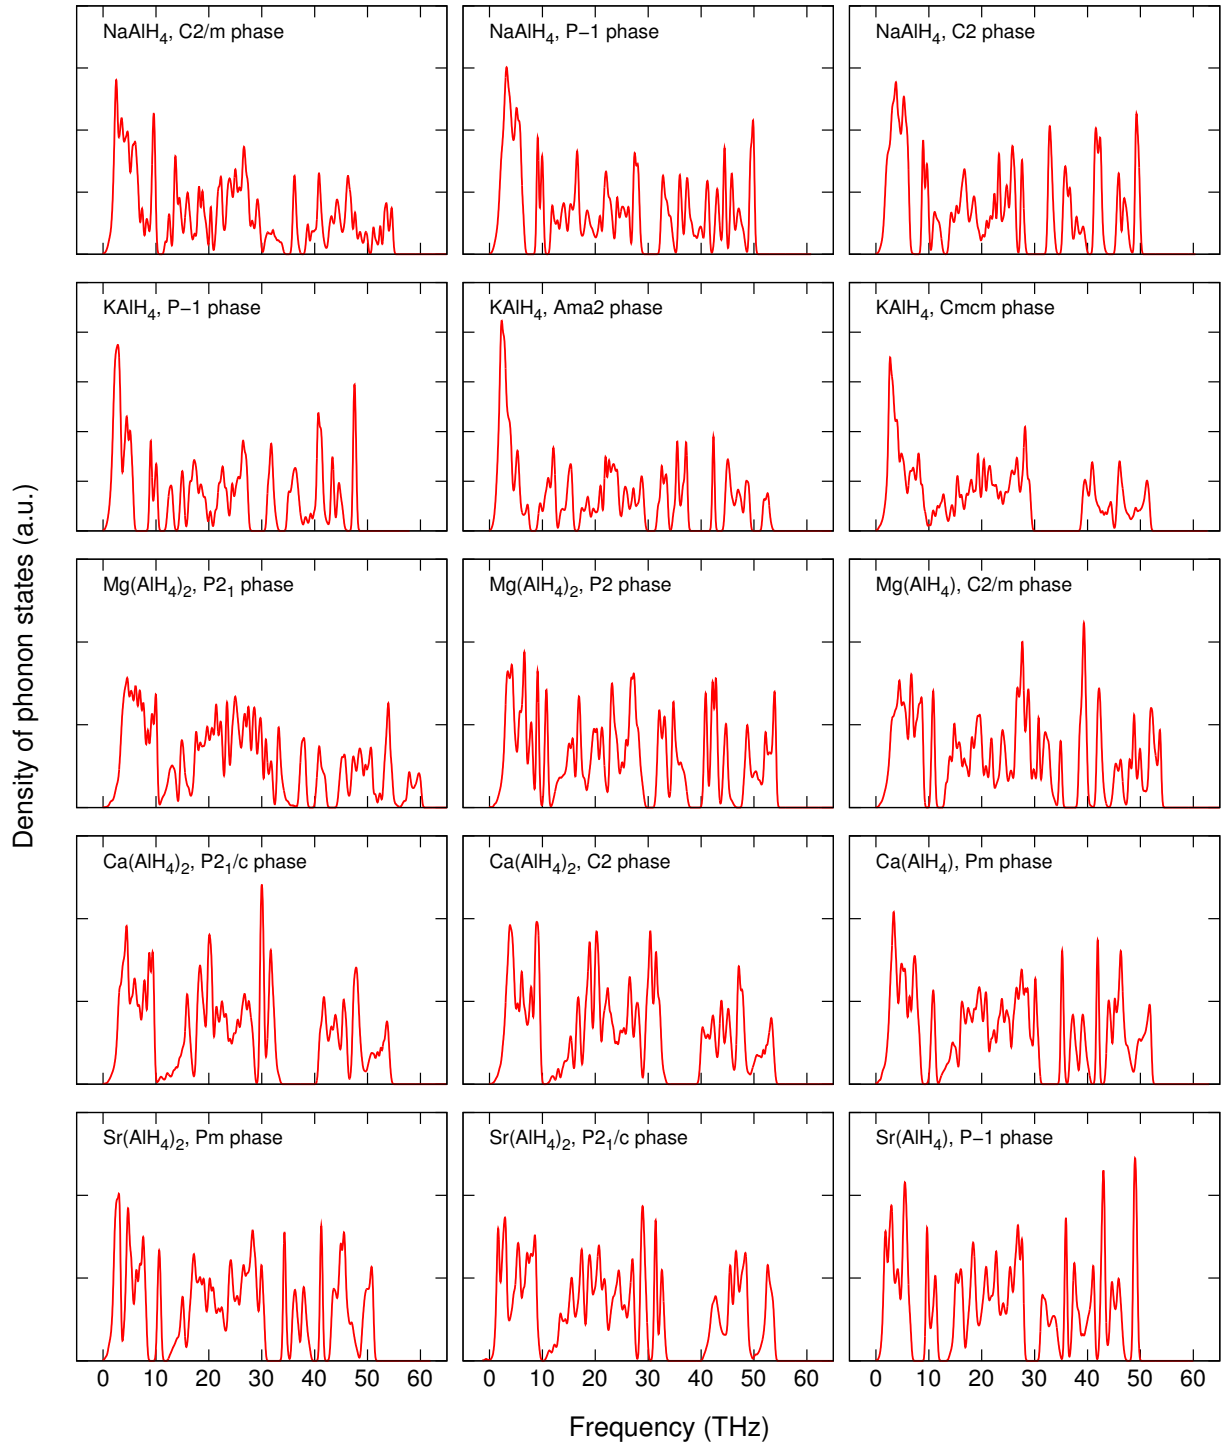 NaAlH4, C2/m phase
NaAlH4, P−1 phase
NaAlH4, C2 phase
KAlH4, P−1 phase
KAlH4, Ama2 phase
KAlH4, Cmcm phase
Mg(AlH4)2, P21 phase
Mg(AlH4)2, P2 phase
Mg(AlH4), C2/m phase
Ca(AlH4)2, P21/c phase
Ca(AlH4)2, C2 phase
Ca(AlH4), Pm phase
Sr(AlH4)2, Pm phase
Sr(AlH4)2, P21/c phase
Sr(AlH4), P−1 phase
0 10 20 30 40 50 60
0 10 20 30 40 50 60
0 10 20 30 40 50 60
Density of phonon states (a.u.)
Frequency (THz)